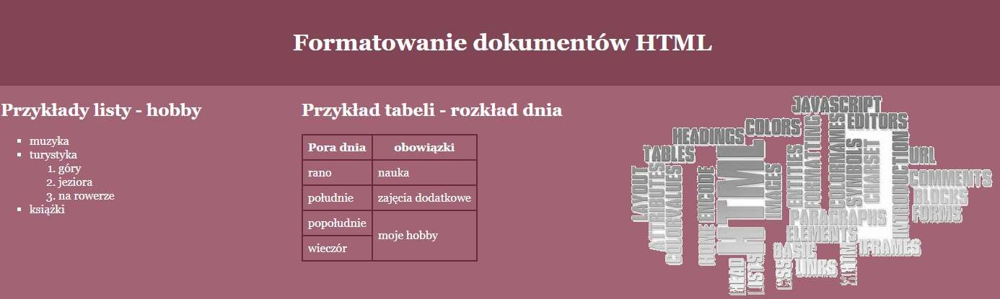 Formatowanie dokumentów HTML
Przykłady listy - hobby
muzyka
turystyka
1. góry
2. jeziora
3. na rowerze
książki
Przykład tabeli - rozkład dnia
Pora dnia obowiązki
rano nauka
południe zajęcia dodatkowe
popołudnie
moje hobby
wieczór
JAVASCRIPT
EDITORS
COLORS
HEADINGS
TABLES
LAYOUT
ATTRIBUTES
COLORVALUES
HOME
ENCODE
HTML
IMAGES
ENTITIES
FORMATTING
COLORNAMES
SYMBOLS
CHARSET
INTRODUCTION
URL
COMMENTS
BLOCKS
FORMS
PARAGRAPHS
ELEMENTS
BASIC
LINKS
IFRAMES
XHTML
CSS
HEAD
LISTS